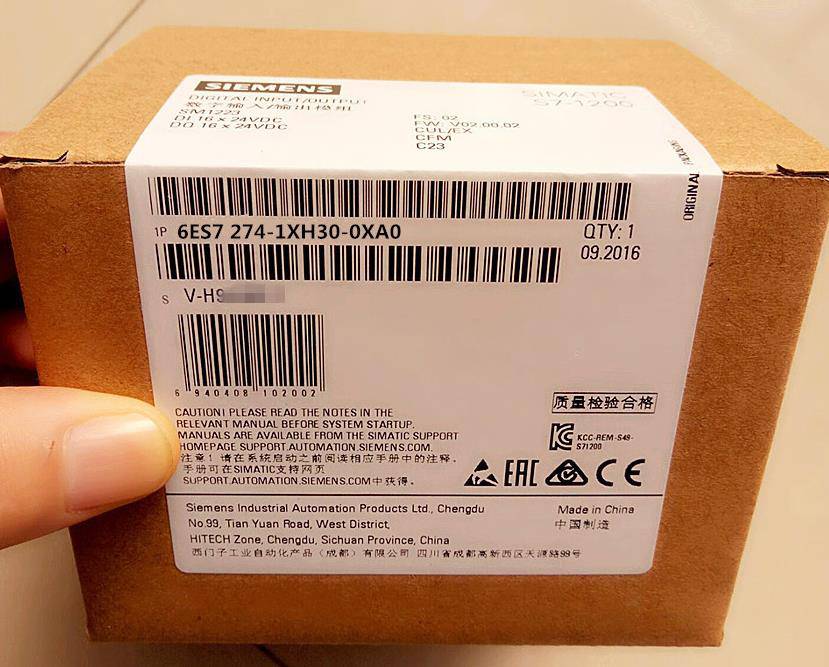 SIEMENS
DIGITAL INPUT/OUTPUT
数字输入/输出模组
SM1223
DI 16 x 24VDC
DQ 16 x 24VDC
FS: 02
FW: V02.00.02
CUL/EX
CFM
C23
SIMATIC
S7-1200
ORIGINAL
PACKAGING
1P 6ES7 274-1XH30-0XA0
QTY: 1
09.2016
S V-H9
6 940408 102002
CAUTION! PLEASE READ THE NOTES IN THE
RELEVANT MANUAL BEFORE SYSTEM STARTUP.
MANUALS ARE AVAILABLE FROM THE SIMATIC SUPPORT
HOMEPAGE SUPPORT.AUTOMATION.SIEMENS.COM.
注意！请在系统启动之前阅读相应手册中的注释。
手册可在SIMATIC支持网页
SUPPORT.AUTOMATION.SIEMENS.COM中获得。
质量检验合格
KCC-REM-S49-
S71200
EAC CE
Siemens Industrial Automation Products Ltd., Chengdu
No.99, Tian Yuan Road, West District,
HITECH Zone, Chengdu, Sichuan Province, China
西门子工业自动化产品（成都）有限公司 四川省成都高新西区天源路99号
Made in China
中国制造